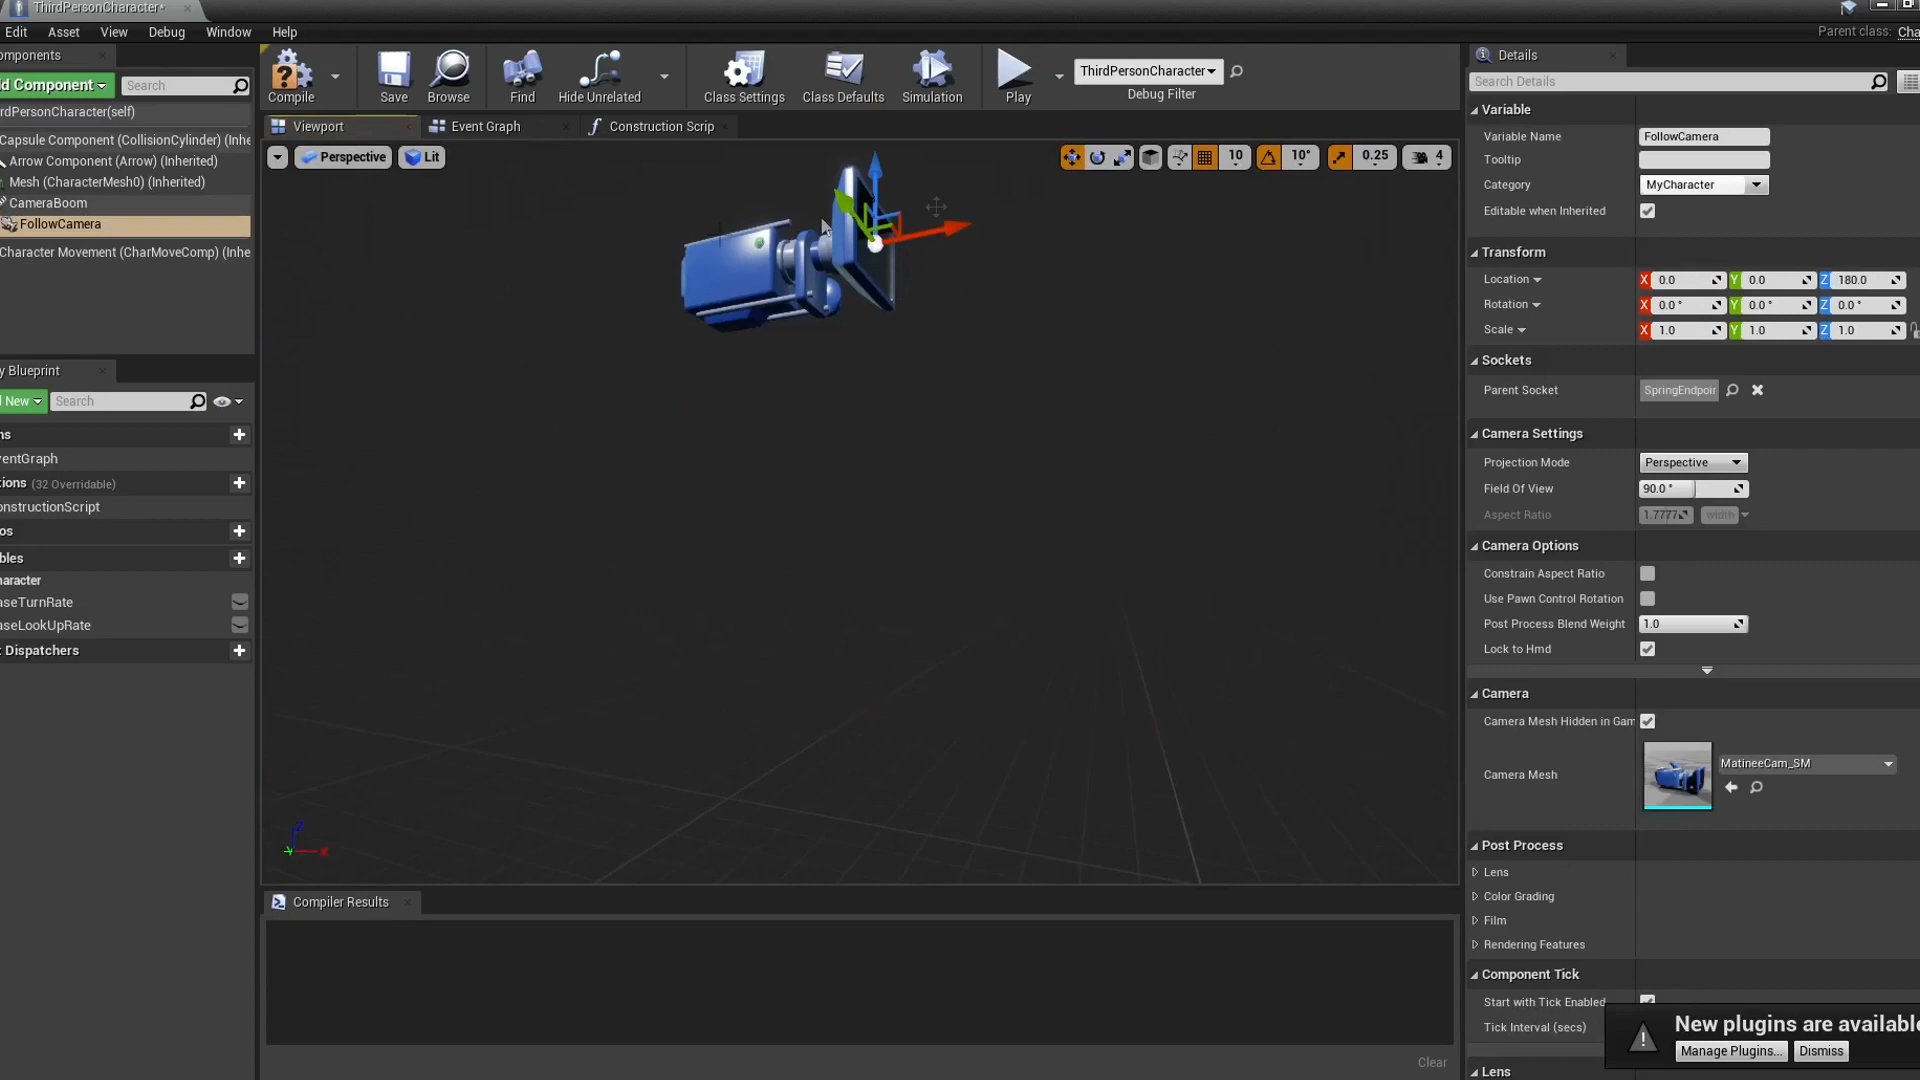 ThirdPersonCharacter*
Edit Asset View Debug Window Help
Parent class: Cha
omponents
Details
ld Component
Search
Compile
Save
Browse
Find
Hide Unrelated
Class Settings
Class Defaults
Simulation
Play
ThirdPersonCharacter
Debug Filter
Search Details
rdPersonCharacter(self)
Capsule Component (CollisionCylinder) (Inhe
Arrow Component (Arrow) (Inherited)
Mesh (CharacterMesh0) (Inherited)
CameraBoom
FollowCamera
Character Movement (CharMoveComp) (Inhe
Viewport
Event Graph
Construction Scrip
Perspective
Lit
10
10°
0.25
4
Variable
Variable Name FollowCamera
Tooltip
Category MyCharacter
Editable when Inherited
Transform
Location X 0.0 Y 0.0 Z 180.0
Rotation X 0.0 ° Y 0.0 ° Z 0.0 °
Scale X 1.0 Y 1.0 Z 1.0
Sockets
Parent Socket SpringEndpoir
Camera Settings
Projection Mode Perspective
Field Of View 90.0 °
Aspect Ratio 1.7777 width
Camera Options
Constrain Aspect Ratio
Use Pawn Control Rotation
Post Process Blend Weight 1.0
Lock to Hmd
Camera
Camera Mesh Hidden in Gam
Camera Mesh
MatineeCam_SM
Post Process
Lens
Color Grading
Film
Rendering Features
Component Tick
Start with Tick Enabled
Tick Interval (secs)
Lens
y Blueprint
l New
Search
ns
ventGraph
tions (32 Overridable)
onstructionScript
os
bles
haracter
aseTurnRate
aseLookUpRate
t Dispatchers
Z
Y
X
Compiler Results
Clear
New plugins are available
Manage Plugins...
Dismiss